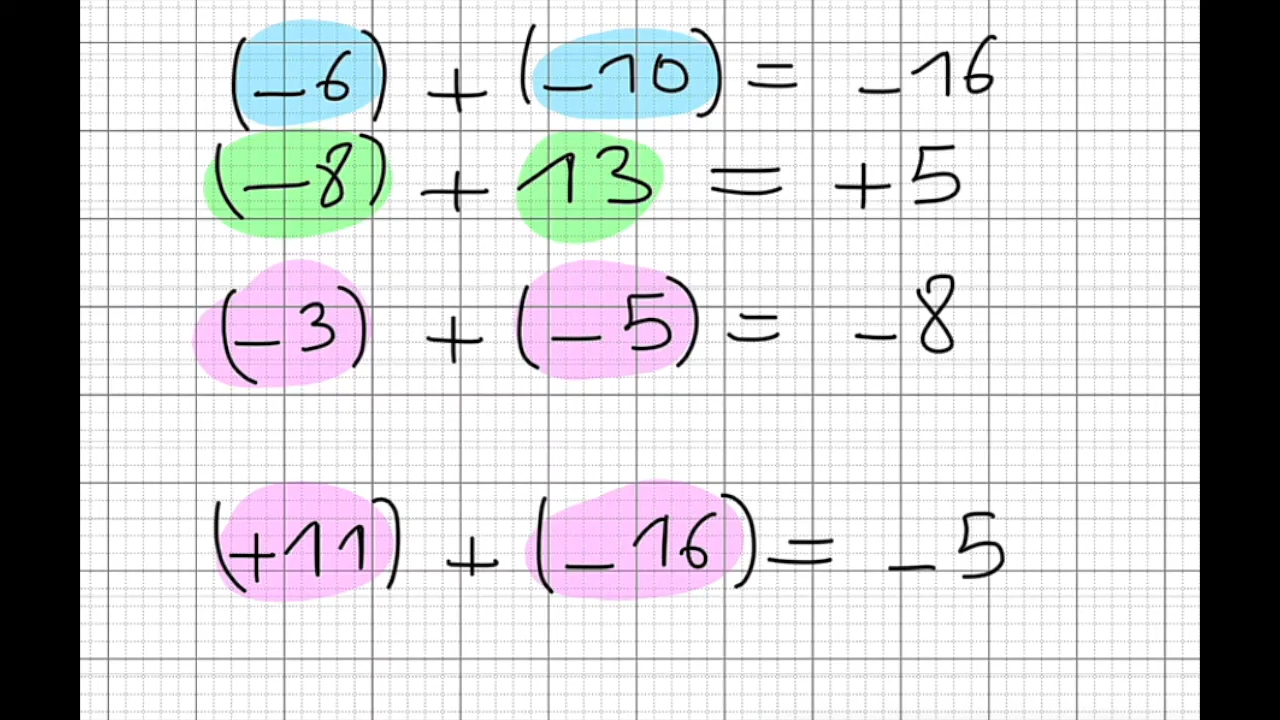 (-6) + (-10) = -16
(-8) + 13 = +5
(-3) + (-5) = -8
(+11) + (-16) = -5